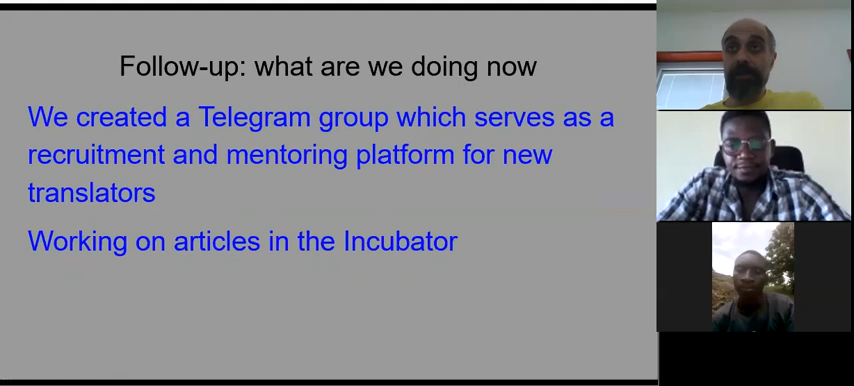 Follow-up: what are we doing now
We created a Telegram group which serves as a
recruitment and mentoring platform for new
translators
Working on articles in the Incubator